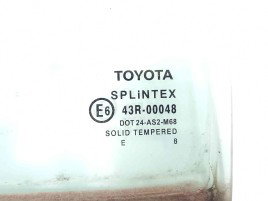 TOYOTA
SPLiNTEX
E6 43R-00048
DOT 24-AS2-M68
SOLID TEMPERED
E 8